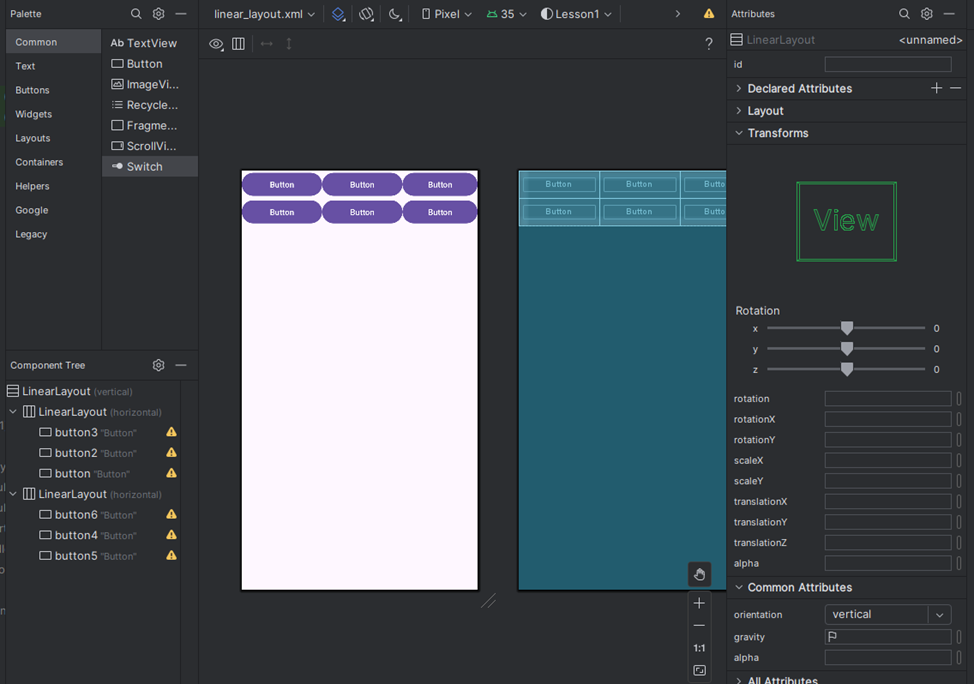 Palette
Common
Text
Buttons
Widgets
Layouts
Containers
Helpers
Google
Legacy
Ab TextView
Button
ImageVi...
Recycle...
Fragme...
ScrollVi...
Switch
Component Tree
LinearLayout (vertical)
LinearLayout (horizontal)
button3 "Button"
button2 "Button"
button "Button"
LinearLayout (horizontal)
button6 "Button"
button4 "Button"
button5 "Button"
linear_layout.xml Pixel 35 Lesson1
?
Button Button Button
Button Button Button
Button Button Butto
Button Button Butto
+
—
1:1
Attributes
LinearLayout <unnamed>
id
Declared Attributes
Layout
Transforms
View
Rotation
x 0
y 0
z 0
rotation
rotationX
rotationY
scaleX
scaleY
translationX
translationY
translationZ
alpha
Common Attributes
orientation vertical
gravity
alpha
All Attributes